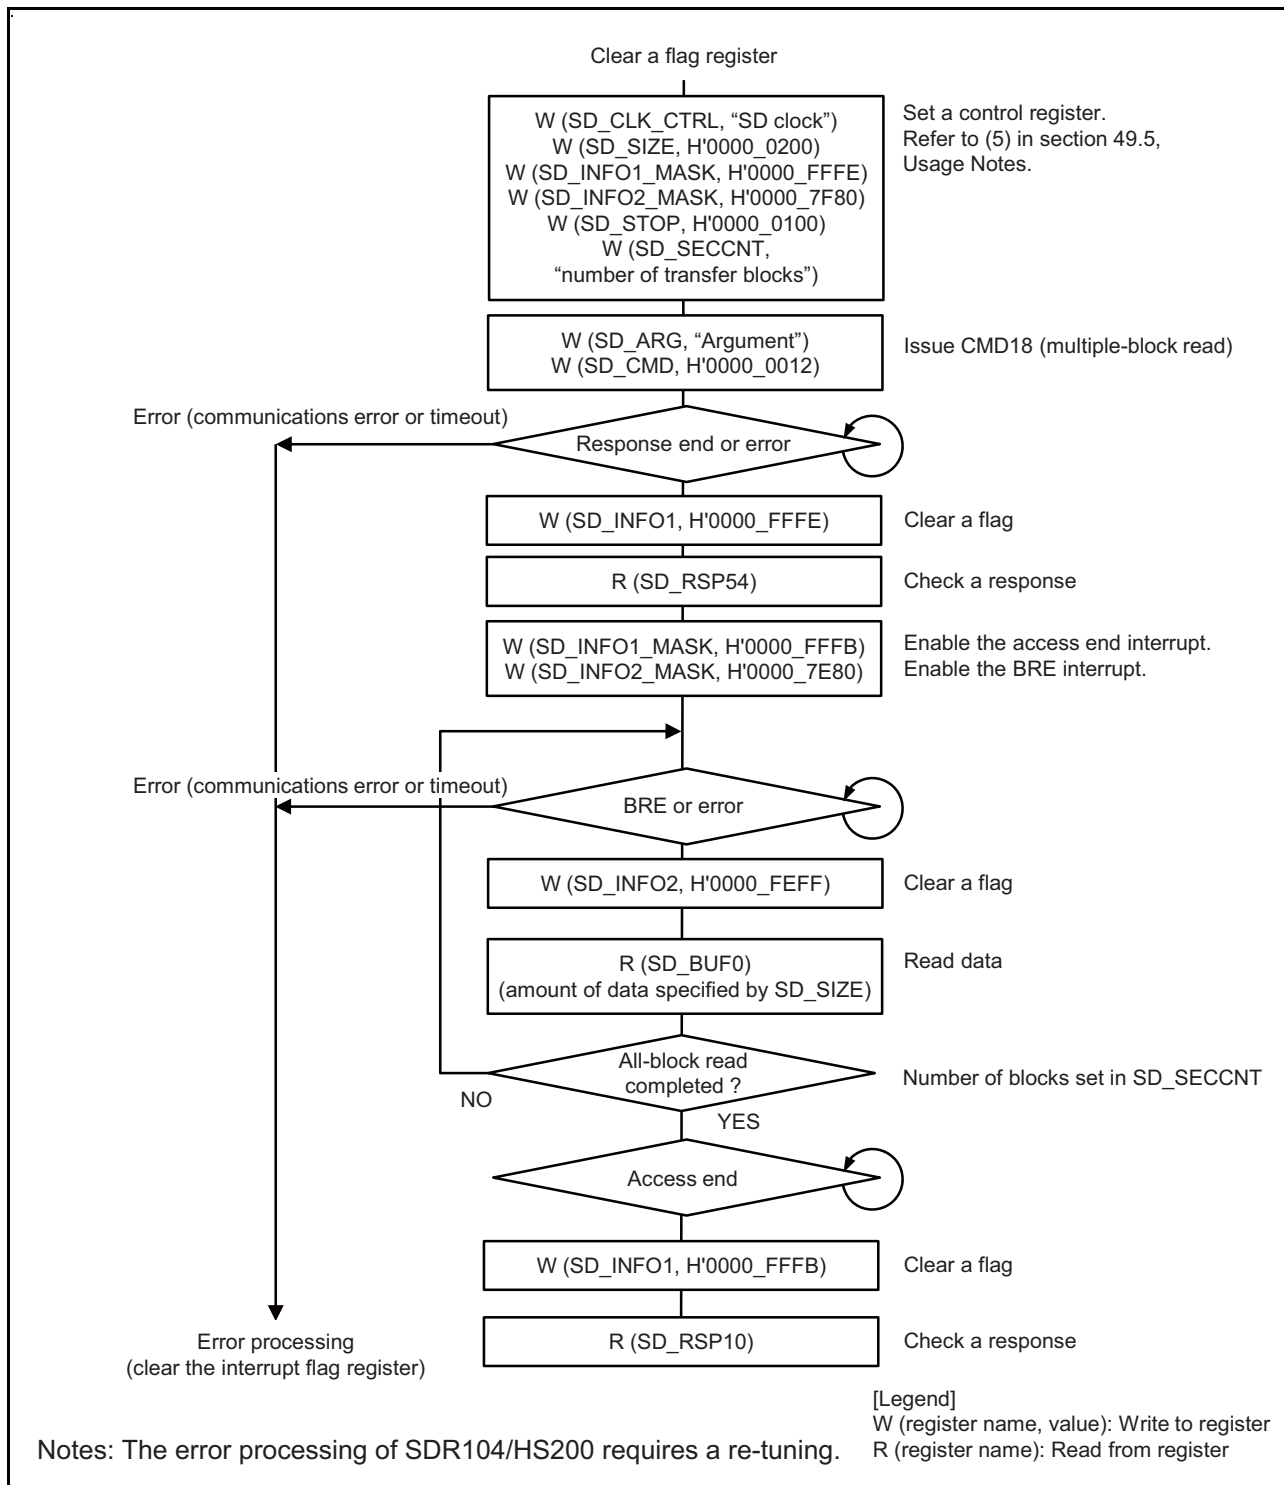 Clear a flag register
W (SD_CLK_CTRL, “SD clock”)
W (SD_SIZE, H'0000_0200)
W (SD_INFO1_MASK, H'0000_FFFE)
W (SD_INFO2_MASK, H'0000_7F80)
W (SD_STOP, H'0000_0100)
W (SD_SECCNT,
“number of transfer blocks”)
Set a control register.
Refer to (5) in section 49.5,
Usage Notes.
W (SD_ARG, “Argument”)
W (SD_CMD, H'0000_0012)
Issue CMD18 (multiple-block read)
Error (communications error or timeout)
Response end or error
W (SD_INFO1, H'0000_FFFE)
Clear a flag
R (SD_RSP54)
Check a response
W (SD_INFO1_MASK, H'0000_FFFB)
W (SD_INFO2_MASK, H'0000_7E80)
Enable the access end interrupt.
Enable the BRE interrupt.
Error (communications error or timeout)
BRE or error
W (SD_INFO2, H'0000_FEFF)
Clear a flag
R (SD_BUF0)
(amount of data specified by SD_SIZE)
Read data
All-block read
completed ?
Number of blocks set in SD_SECCNT
NO
YES
Access end
W (SD_INFO1, H'0000_FFFB)
Clear a flag
R (SD_RSP10)
Check a response
Error processing
(clear the interrupt flag register)
[Legend]
W (register name, value): Write to register
R (register name): Read from register
Notes: The error processing of SDR104/HS200 requires a re-tuning.